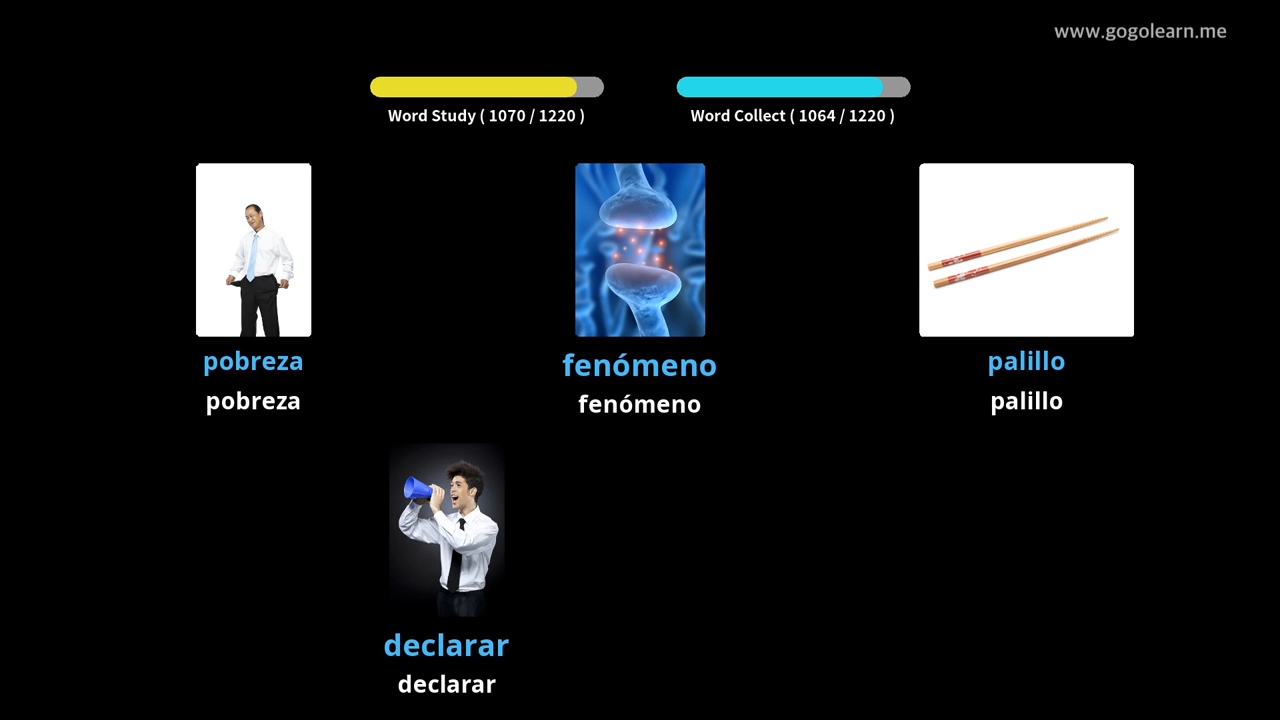 www.gogolearn.me
Word Study ( 1070 / 1220 )
Word Collect ( 1064 / 1220 )
pobreza
pobreza
fenómeno
fenómeno
palillo
palillo
declarar
declarar